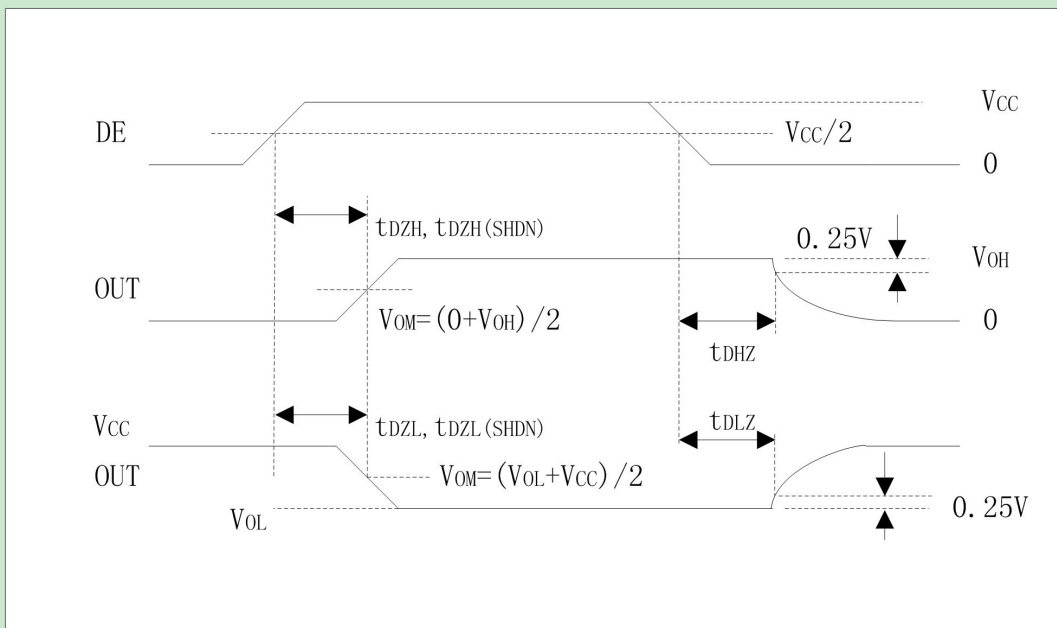 VCC
DE
VCC/2
0
tDZH, tDZH(SHDN)
0.25V
VOH
OUT
VOM=(0+VOH)/2
0
tDHZ
VCC
tDZL, tDZL(SHDN)
tDLZ
OUT
VOM=(VOL+VCC)/2
VOL
0.25V